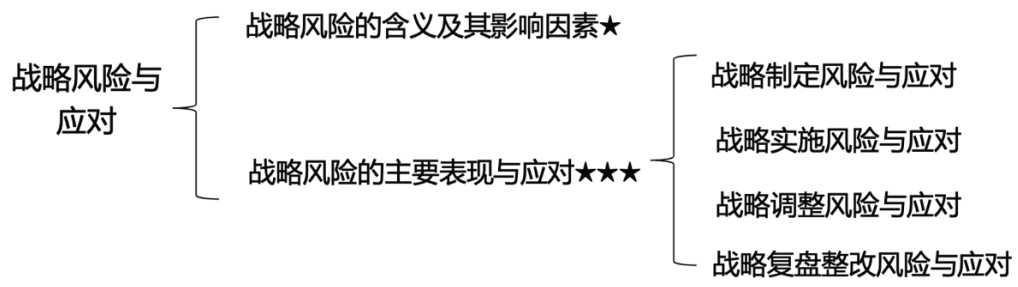 战略风险与
应对
战略风险的含义及其影响因素★
战略风险的主要表现与应对★★★
战略制定风险与应对
战略实施风险与应对
战略调整风险与应对
战略复盘整改风险与应对